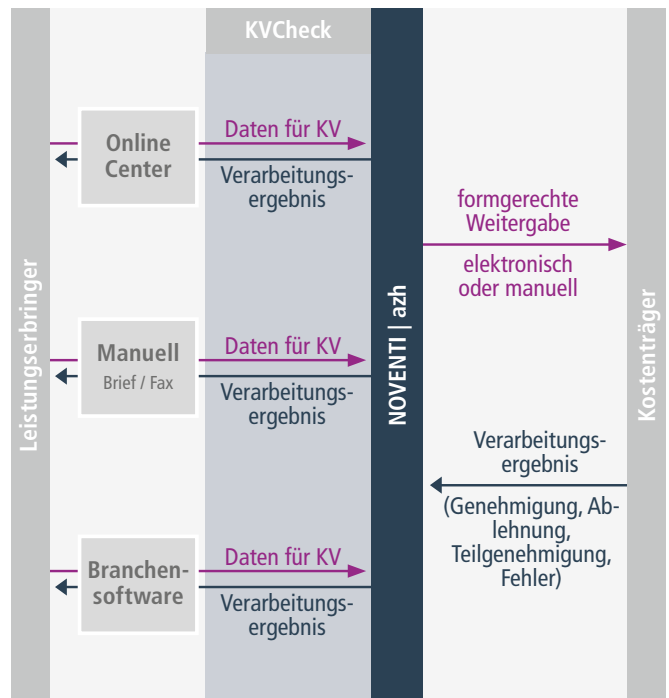 KVCheck
Leistungserbringer
Online
Center
Daten für KV
Verarbeitungs-
ergebnis
Manuell
Brief / Fax
Daten für KV
Verarbeitungs-
ergebnis
Branchen-
software
Daten für KV
Verarbeitungs-
ergebnis
NOVENTI | azh
formgerechte
Weitergabe
elektronisch
oder manuell
Verarbeitungs-
ergebnis
(Genehmigung, Ab-
lehnung,
Teilgenehmigung,
Fehler)
Kostenträger